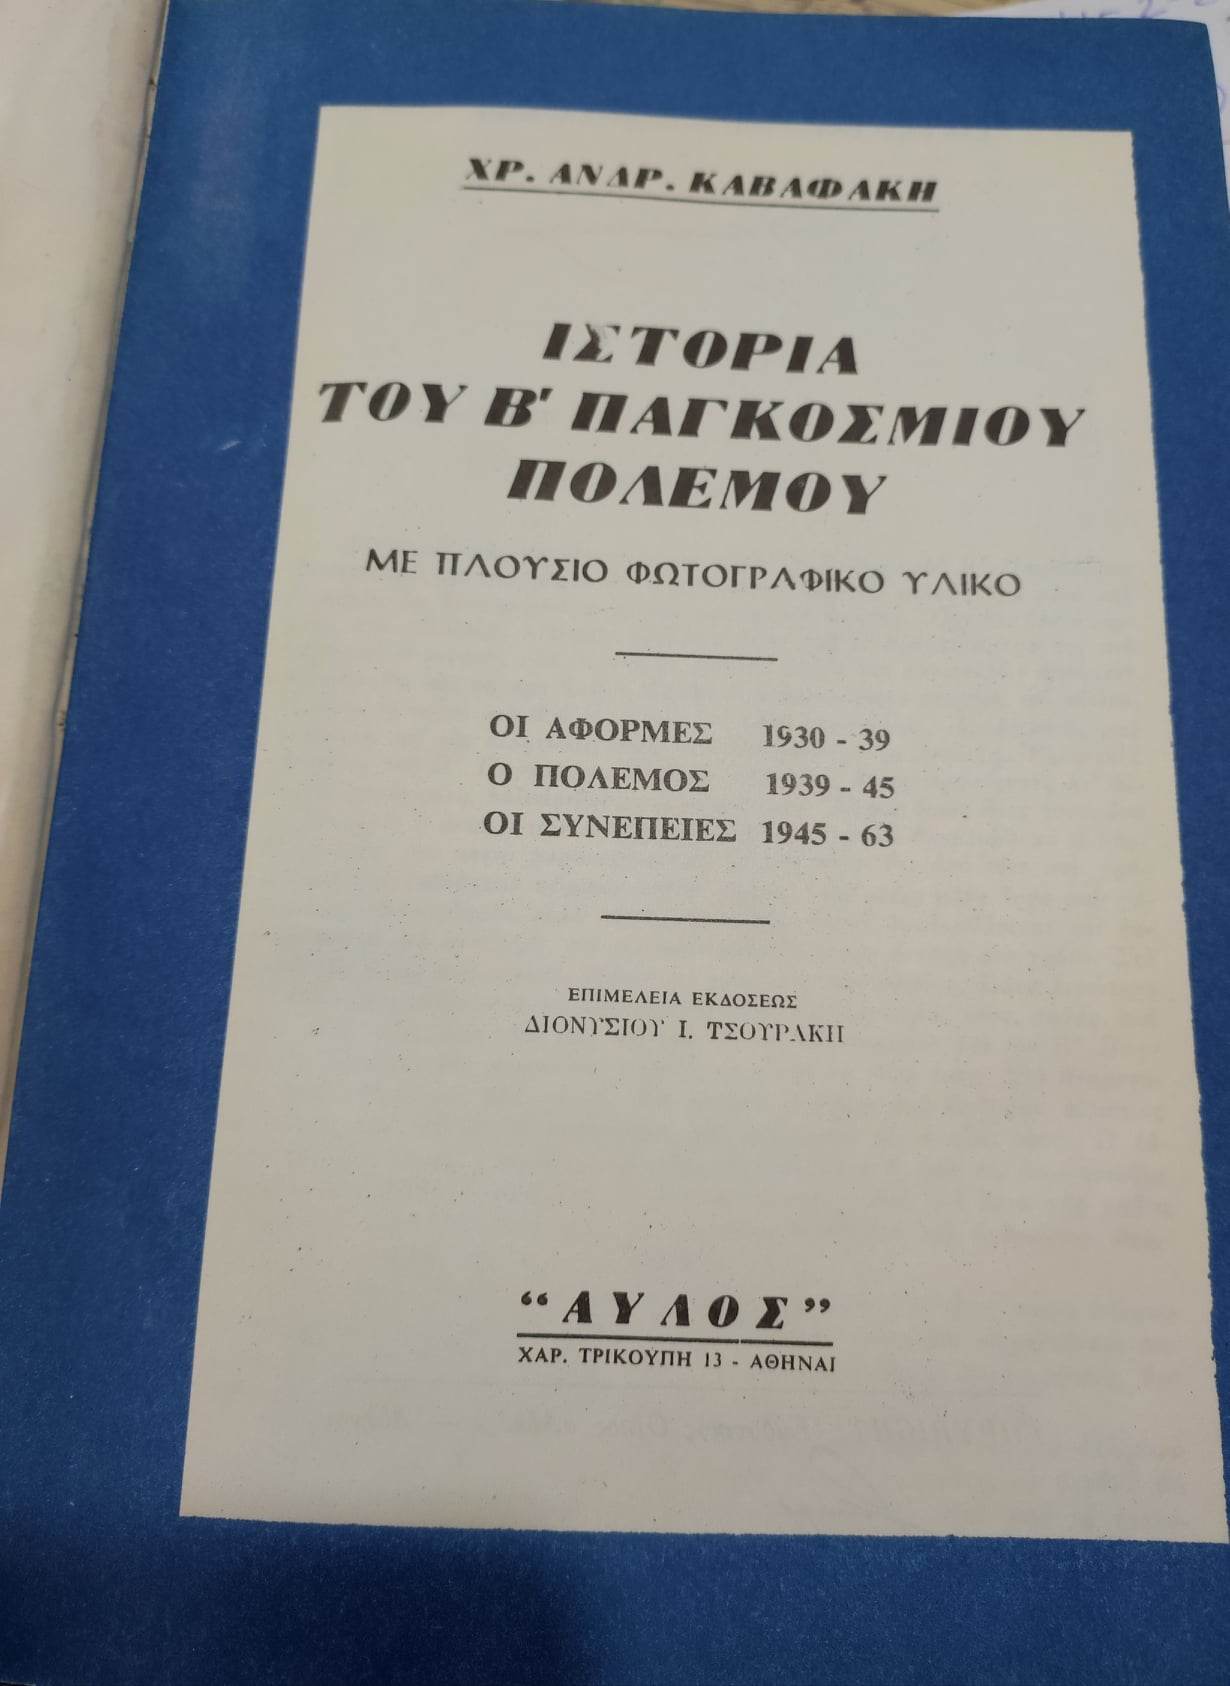 ΧΡ. ΑΝΔΡ. ΚΑΒΑΦΑΚΗ
ΙΣΤΟΡΙΑ
ΤΟΥ Β' ΠΑΓΚΟΣΜΙΟΥ
ΠΟΛΕΜΟΥ
ΜΕ ΠΛΟΥΣΙΟ ΦΩΤΟΓΡΑΦΙΚΟ ΥΛΙΚΟ
ΟΙ ΑΦΟΡΜΕΣ 1930 - 39
Ο ΠΟΛΕΜΟΣ 1939 - 45
ΟΙ ΣΥΝΕΠΕΙΕΣ 1945 - 63
ΕΠΙΜΕΛΕΙΑ ΕΚΔΟΣΕΩΣ
ΔΙΟΝΥΣΙΟΥ Ι. ΤΣΟΥΡΑΚΗ
“ΑΥΛΟΣ”
ΧΑΡ. ΤΡΙΚΟΥΠΗ 13 - ΑΘΗΝΑΙ